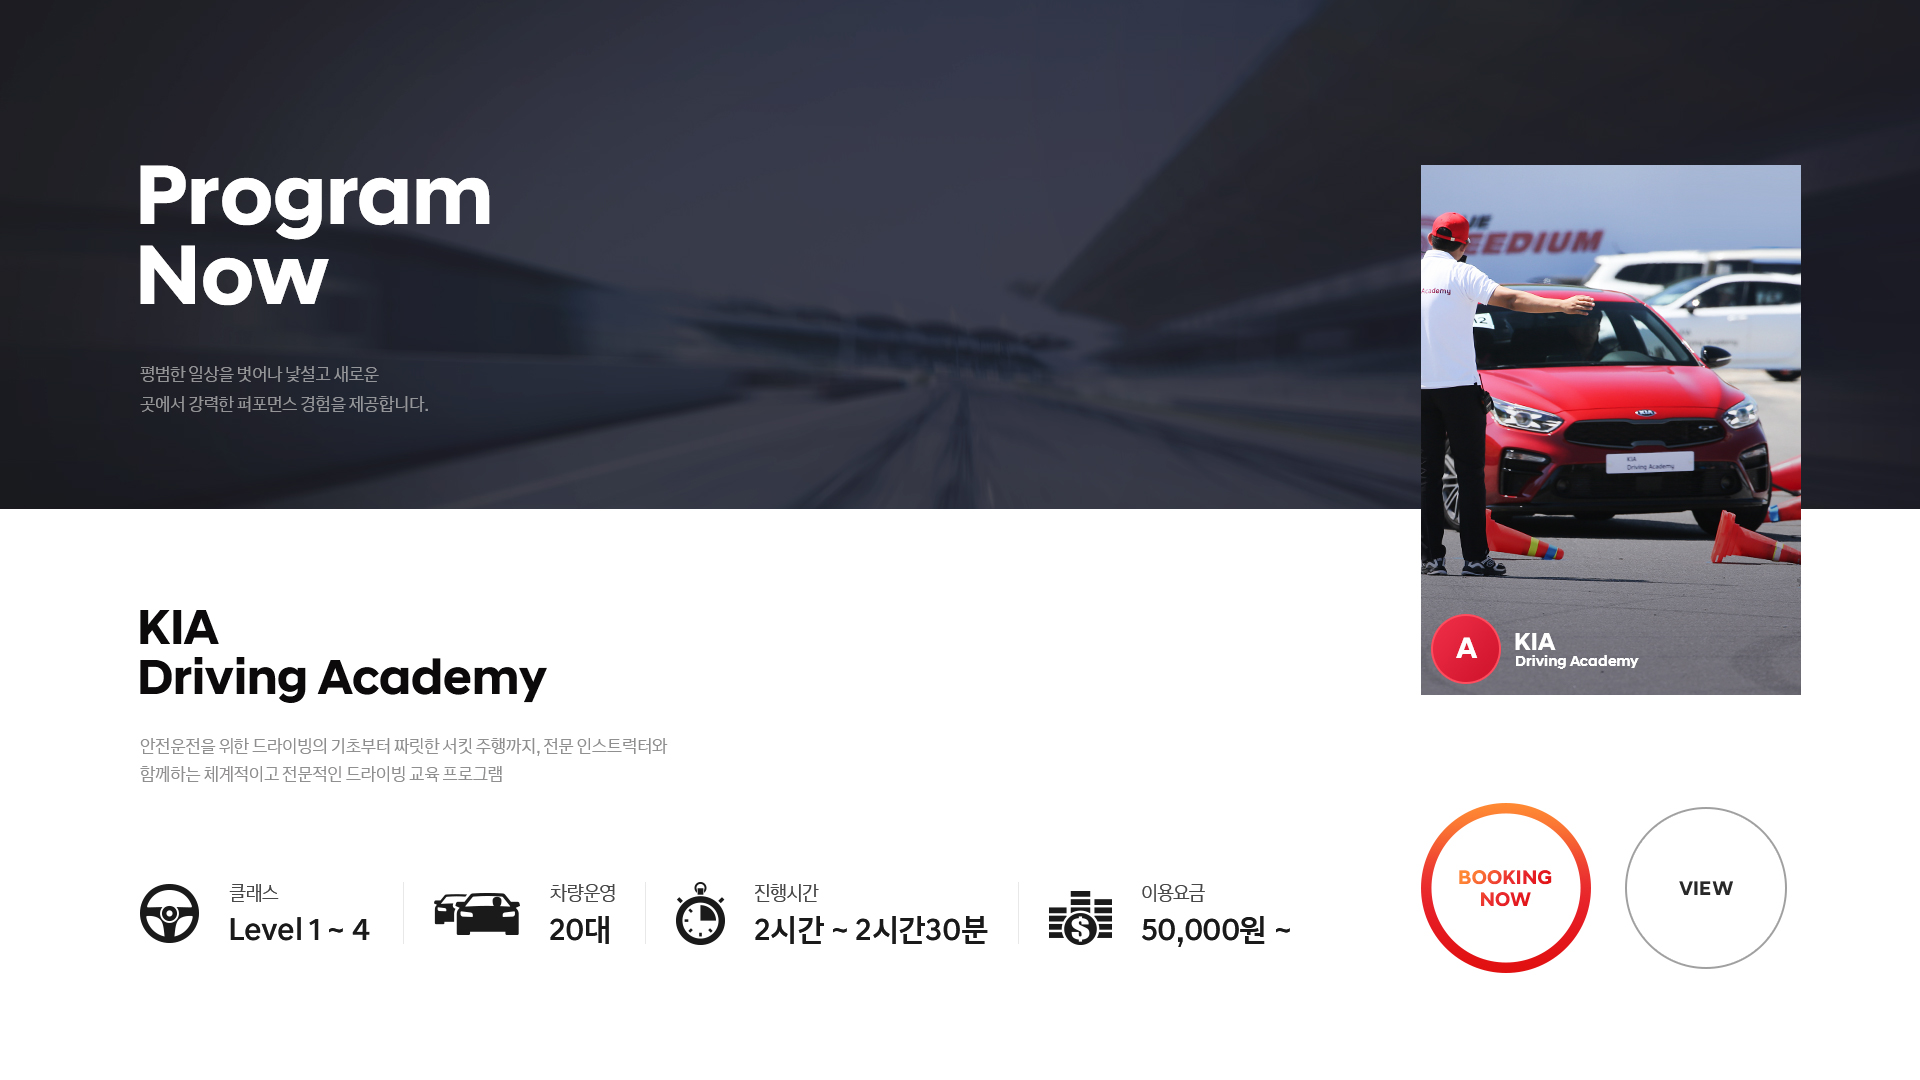 Program
Now
평범한 일상을 벗어나 낯설고 새로운
곳에서 강력한 퍼포먼스 경험을 제공합니다.
EEDIUM
Academy
KIA
KIA
Driving Academy
A
KIA
Driving Academy
KIA
Driving Academy
안전운전을 위한 드라이빙의 기초부터 짜릿한 서킷 주행까지, 전문 인스트럭터와
함께하는 체계적이고 전문적인 드라이빙 교육 프로그램
클래스
Level 1 ~ 4
차량운영
20대
진행시간
2시간 ~ 2시간30분
이용요금
50,000원 ~
BOOKING
NOW
VIEW